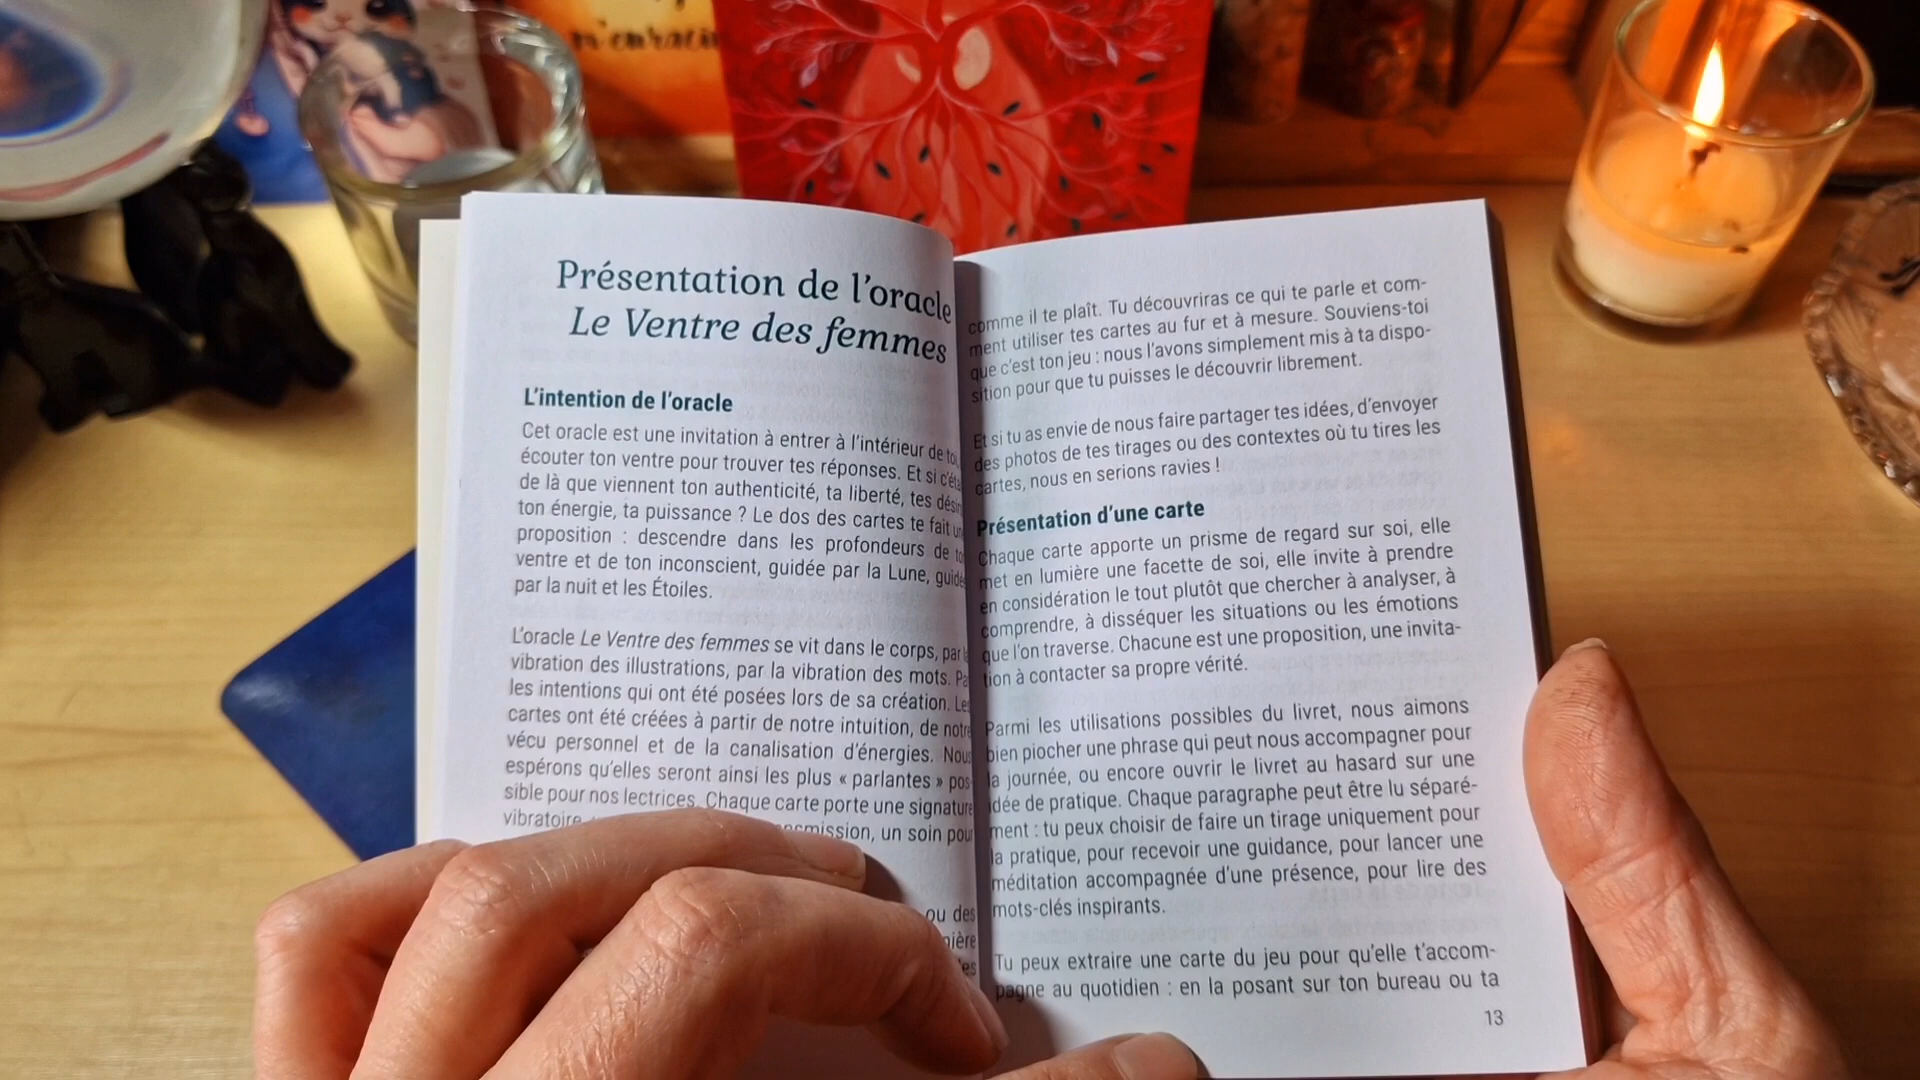 m'enraci
Présentation de l'oracle
Le Ventre des femmes
L'intention de l'oracle
Cet oracle est une invitation à entrer à l'intérieur de
écouter ton ventre pour trouver tes réponses. Et si
de là que viennent ton authenticité, ta liberté, tes
ton énergie, ta puissance ? Le dos des cartes te fait
proposition : descendre dans les profondeurs de
ventre et de ton inconscient, guidée par la Lune,
par la nuit et les Étoiles.
L'oracle Le Ventre des femmes se vit dans le corps, par
vibration des illustrations, par la vibration des mots.
les intentions qui ont été posées lors de sa création.
cartes ont été créées à partir de notre intuition, de
vécu personnel et de la canalisation d'énergies.
espérons qu'elles seront ainsi les plus « parlantes » pos-
sible pour nos lectrices. Chaque carte porte une signature
vibratoire un soin pour
ou des
comme il te plaît. Tu découvriras ce qui te parle et com-
ment utiliser tes cartes au fur et à mesure. Souviens-toi
que c'est ton jeu : nous l'avons simplement mis à ta dispo-
sition pour que tu puisses le découvrir librement.
Et si tu as envie de nous faire partager tes idées, d'envoyer
des photos de tes tirages ou des contextes où tu tires les
cartes, nous en serions ravies !
Présentation d'une carte
Chaque carte apporte un prisme de regard sur soi, elle
met en lumière une facette de soi, elle invite à prendre
en considération le tout plutôt que chercher à analyser, à
comprendre, à disséquer les situations ou les émotions
que l'on traverse. Chacune est une proposition, une invita-
tion à contacter sa propre vérité.
Parmi les utilisations possibles du livret, nous aimons
bien piocher une phrase qui peut nous accompagner pour
la journée, ou encore ouvrir le livret au hasard sur une
idée de pratique. Chaque paragraphe peut être lu séparé-
ment : tu peux choisir de faire un tirage uniquement pour
la pratique, pour recevoir une guidance, pour lancer une
méditation accompagnée d'une présence, pour lire des
mots-clés inspirants.
Tu peux extraire une carte du jeu pour qu'elle t'accom-
pagne au quotidien : en la posant sur ton bureau ou ta
13